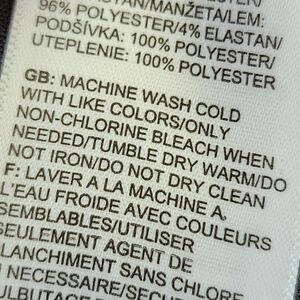 96% POLYESTER/4% ELASTAN/
PODŠÍVKA: 100% POLYESTER/
UTEPLENIE: 100% POLYESTER
GB: MACHINE WASH COLD
WITH LIKE COLORS/ONLY
NON-CHLORINE BLEACH WHEN
NEEDED/TUMBLE DRY WARM/DO
NOT IRON/DO NOT DRY CLEAN
F: LAVER A LA MACHINE A
L'EAU FROIDE AVEC COULEURS
SEMBLABLES/UTILISER
SEULEMENT AGENT DE
BLANCHIMENT SANS CHLORE
NECESSAIRE/SÉCHAGE